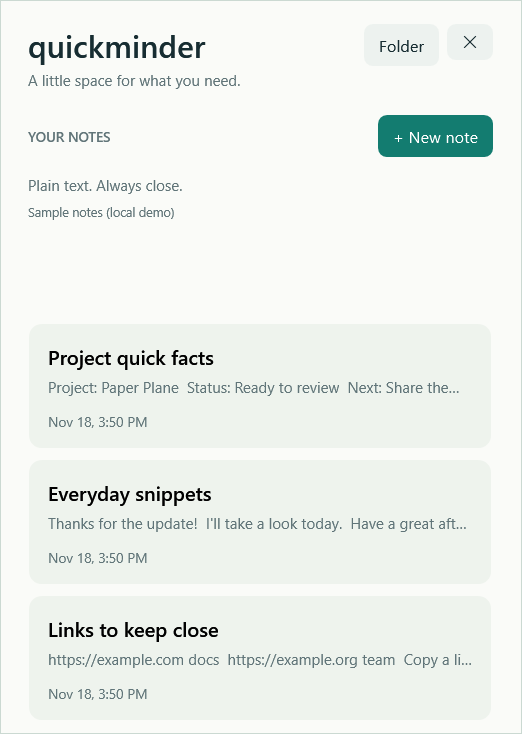 quickminder
Folder
A little space for what you need.
YOUR NOTES
+ New note
Plain text. Always close.
Sample notes (local demo)
Project quick facts
Project: Paper Plane  Status: Ready to review  Next: Share the...
Nov 18, 3:50 PM
Everyday snippets
Thanks for the update!  I'll take a look today.  Have a great aft...
Nov 18, 3:50 PM
Links to keep close
https://example.com docs  https://example.org team  Copy a li...
Nov 18, 3:50 PM